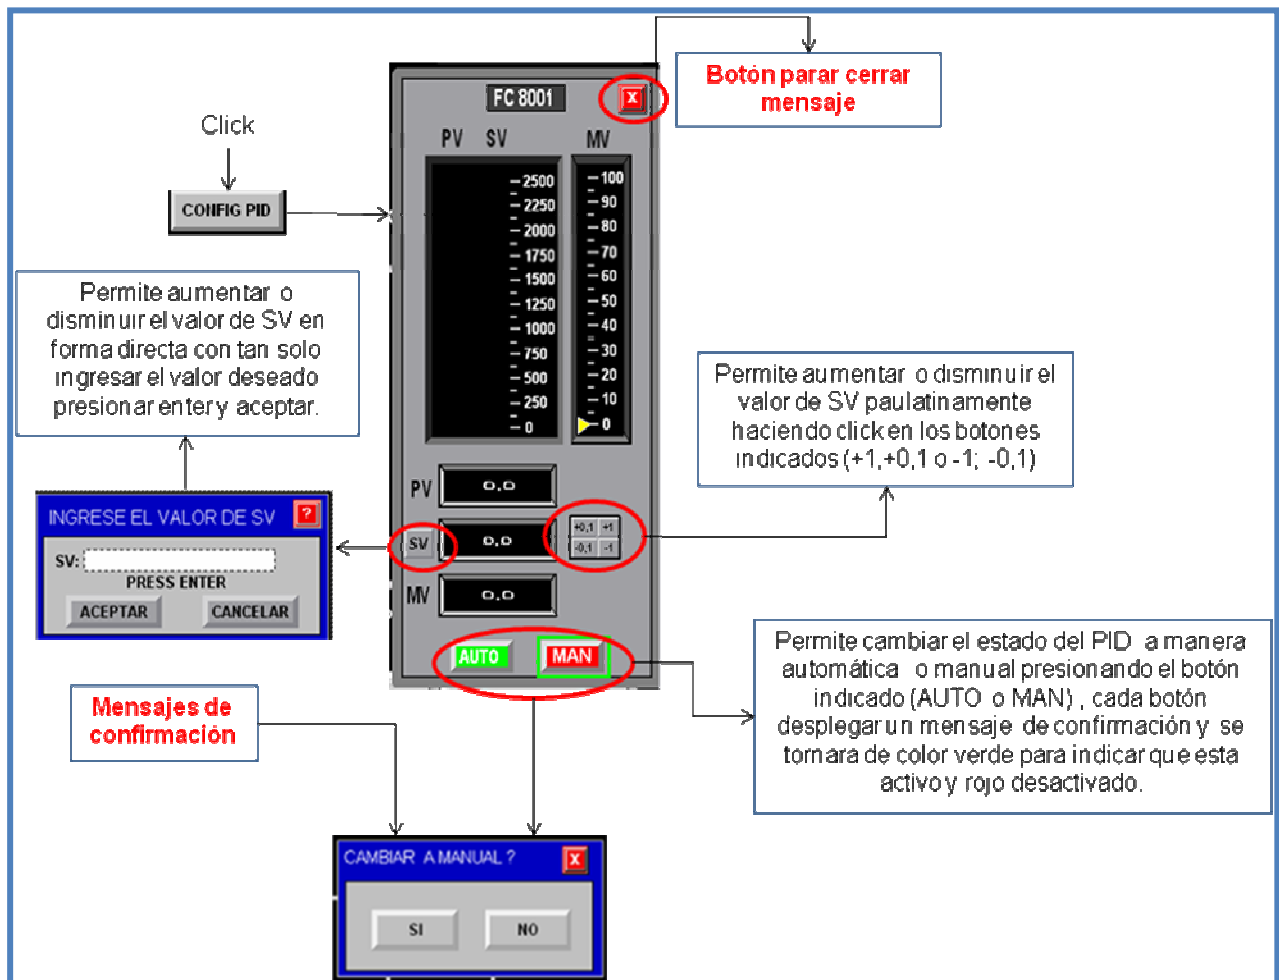 Botón parar cerrar
mensaje
FC 8001
X
Click
PV SV MV
CONFIG PID
2500
2250
2000
1750
1500
1250
1000
750
500
250
0
100
90
80
70
60
50
40
30
20
10
0
Permite aumentar o
disminuir el valor de SV en
forma directa con tan solo
ingresar el valor deseado
presionar enter y aceptar.
Permite aumentar o disminuir el
valor de SV paulatinamente
haciendo click en los botones
indicados (+1,+0,1 o -1; -0,1)
PV 0.0
SV 0.0
+0,1 +1
-0,1 -1
MV 0.0
INGRESE EL VALOR DE SV ?
SV:
PRESS ENTER
ACEPTAR CANCELAR
AUTO MAN
Permite cambiar el estado del PID a manera
automática o manual presionando el botón
indicado (AUTO o MAN) , cada botón
desplegar un mensaje de confirmación y se
tornara de color verde para indicar que esta
activo y rojo desactivado.
Mensajes de
confirmación
CAMBIAR A MANUAL ? X
SI NO